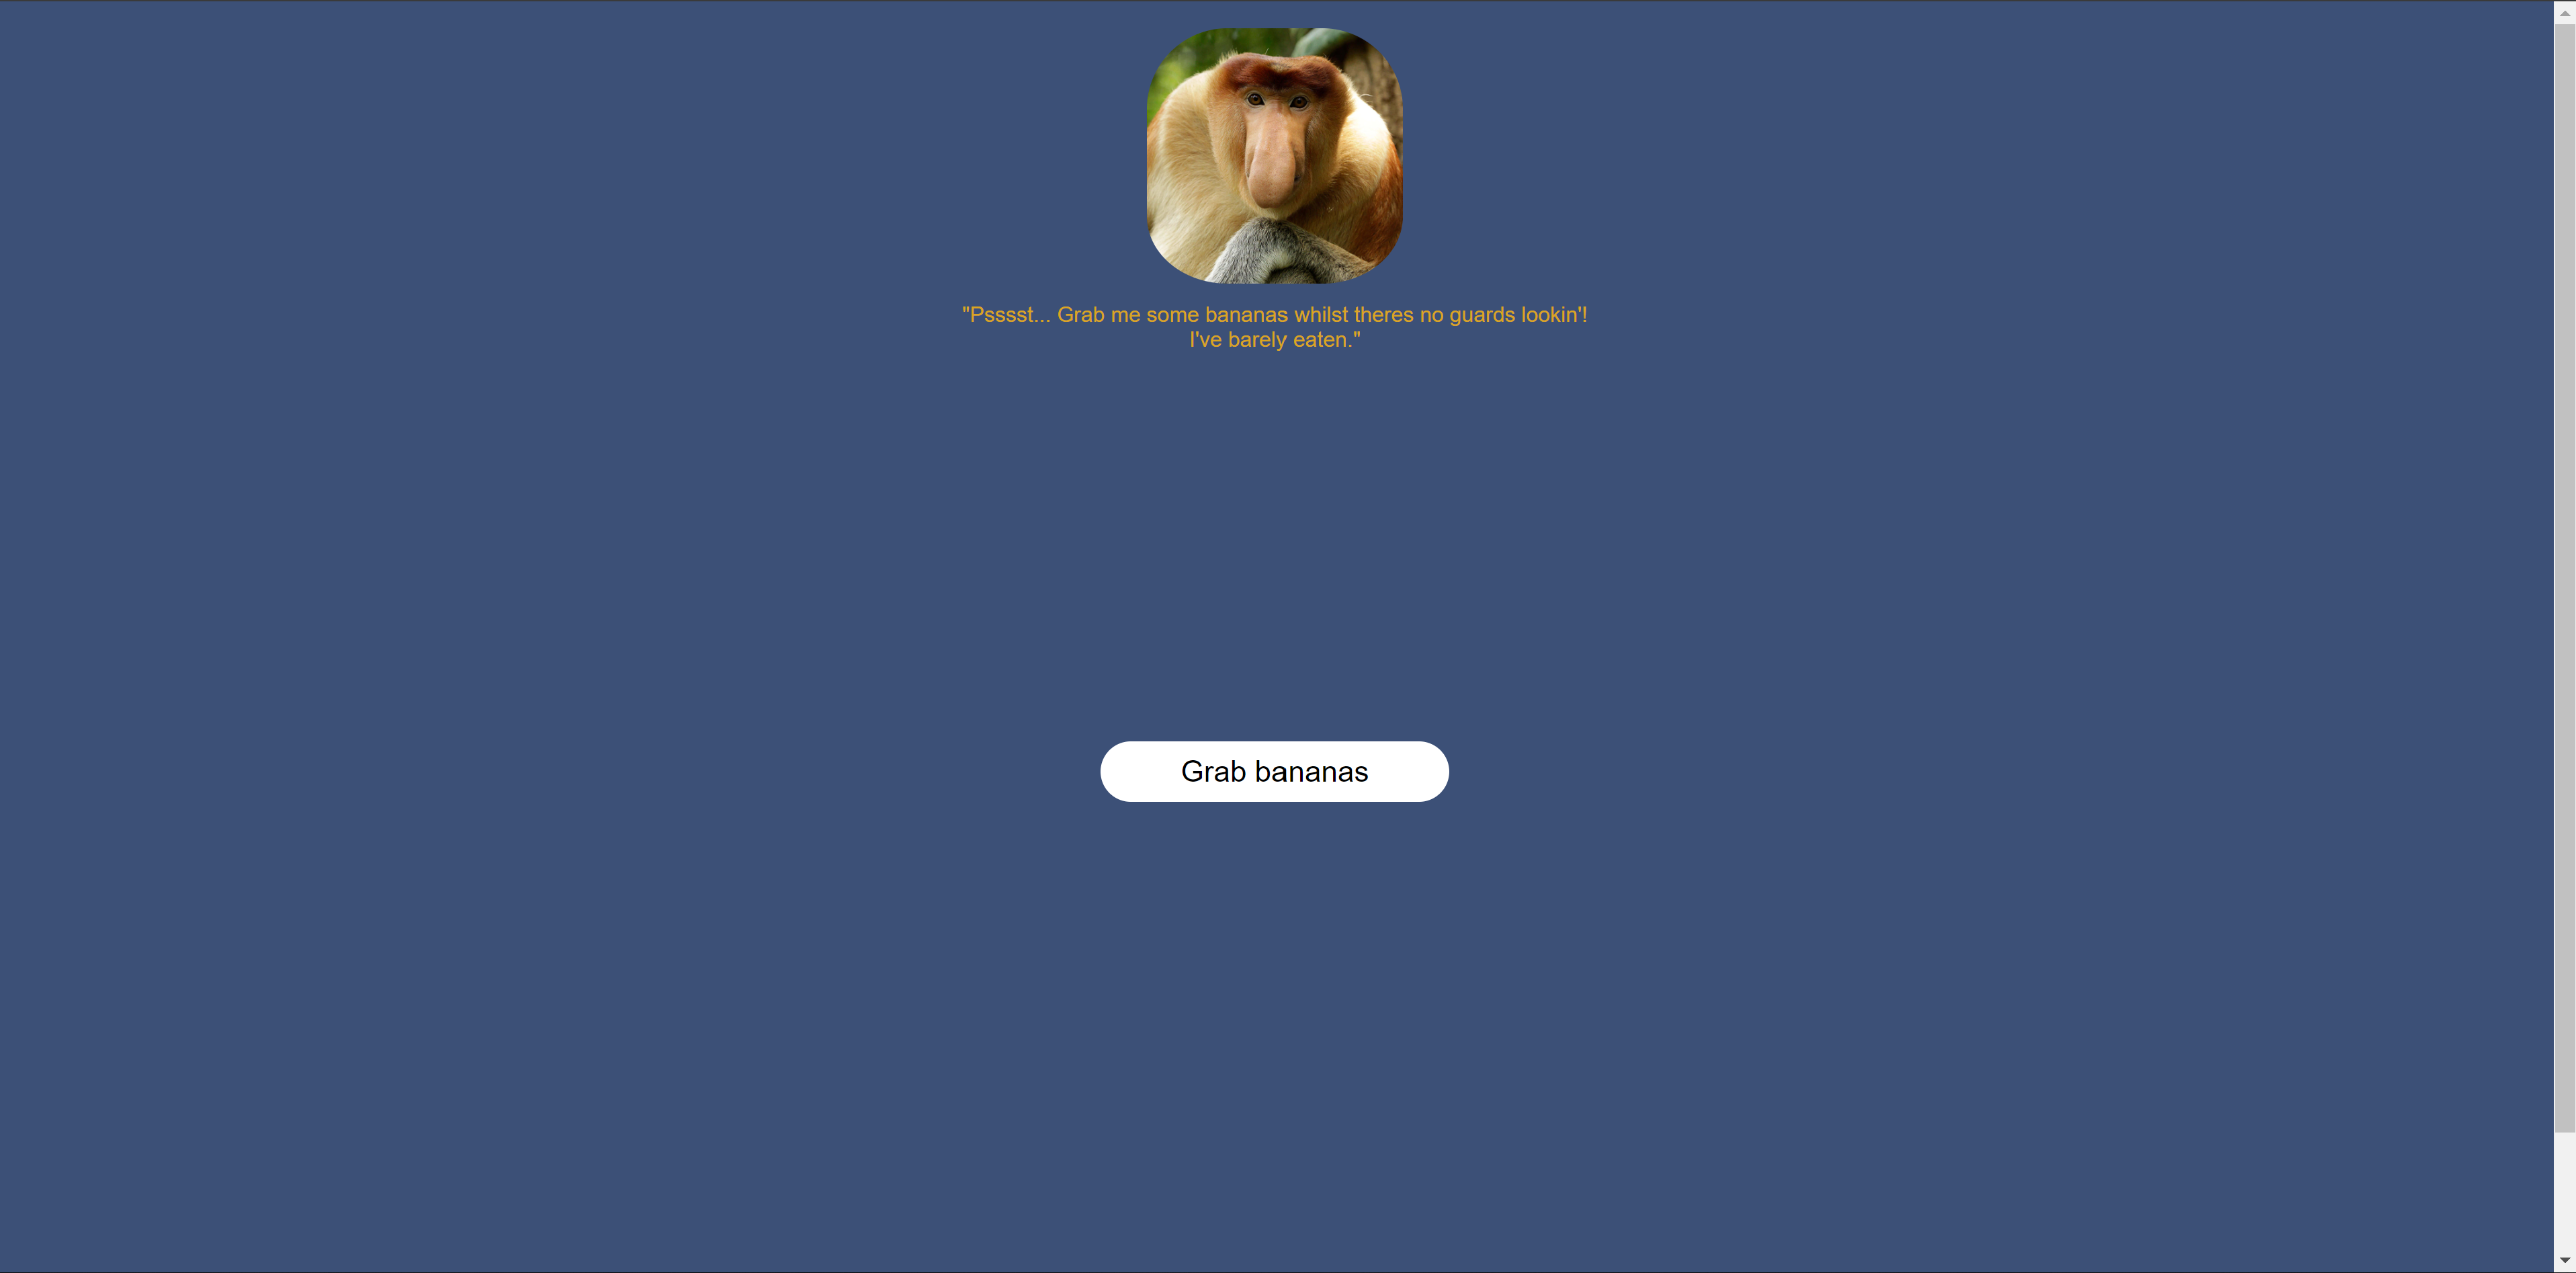 "Psssst... Grab me some bananas whilst theres no guards lookin'!
I've barely eaten."
Grab bananas